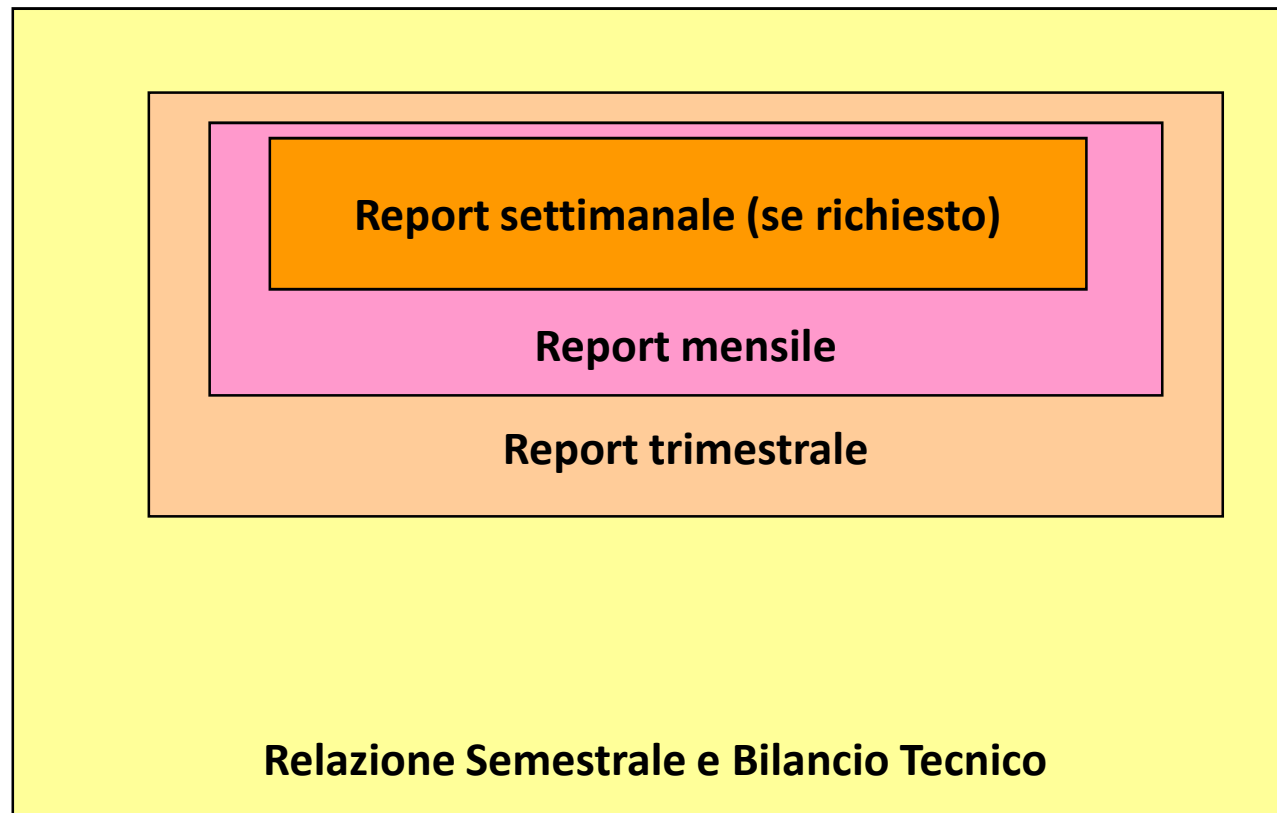 Report settimanale (se richiesto)
Report mensile
Report trimestrale
Relazione Semestrale e Bilancio Tecnico